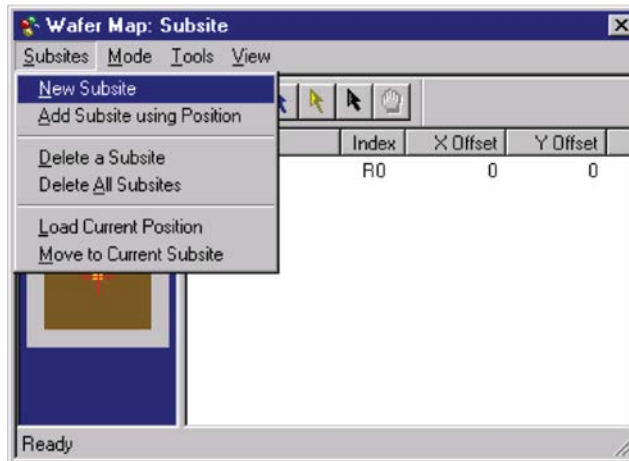 Wafer Map: Subsite
Subsites Mode Tools View
New Subsite
Add Subsite using Position
Delete a Subsite
Delete All Subsites
Load Current Position
Move to Current Subsite
Index X Offset Y Offset
R0 0 0
Ready